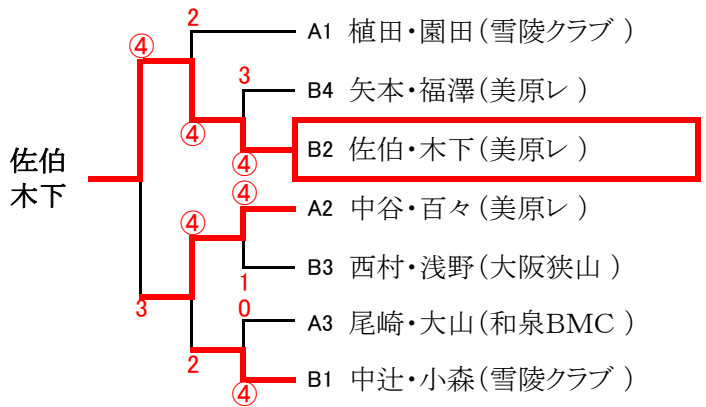 2
A1 植田・園田(雪陵クラブ )
④
3
B4 矢本・福澤(美原レ )
④
B2 佐伯・木下(美原レ )
④
佐伯
木下
④
A2 中谷・百々(美原レ )
④
B3 西村・浅野(大阪狭山 )
1
3
0
A3 尾崎・大山(和泉BMC )
2
B1 中辻・小森(雪陵クラブ )
④